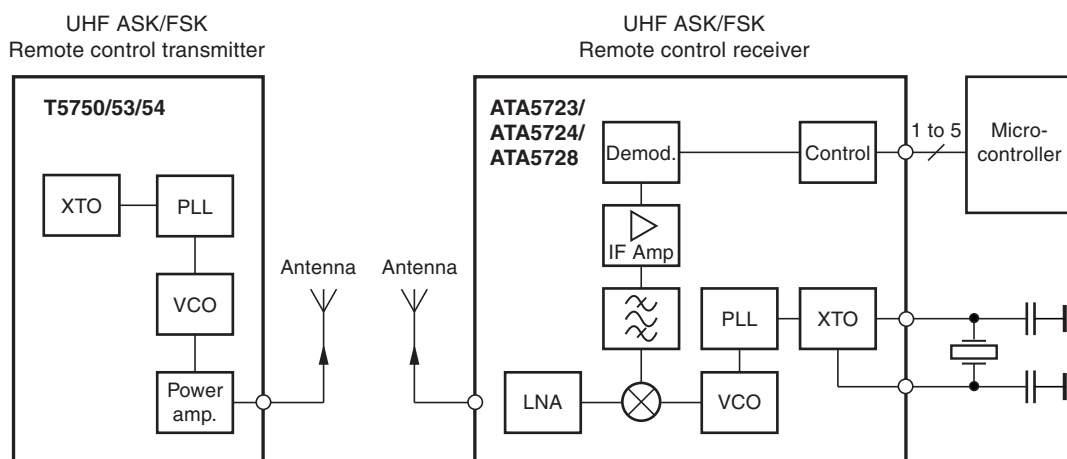 UHF ASK/FSK
Remote control transmitter
T5750/53/54
XTO
PLL
VCO
Power
amp.
Antenna
Antenna
UHF ASK/FSK
Remote control receiver
ATA5723/
ATA5724/
ATA5728
Demod.
Control
IF Amp
PLL
XTO
LNA
VCO
1 to 5
Micro-
controller